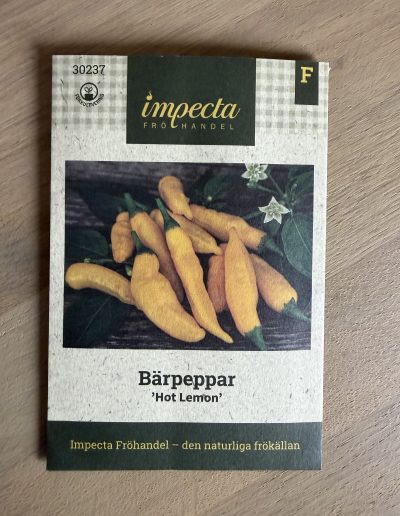 30237
F
impecta
FRÖHANDEL
Bärpeppar
'Hot Lemon'
Impecta Fröhandel – den naturliga frökällan